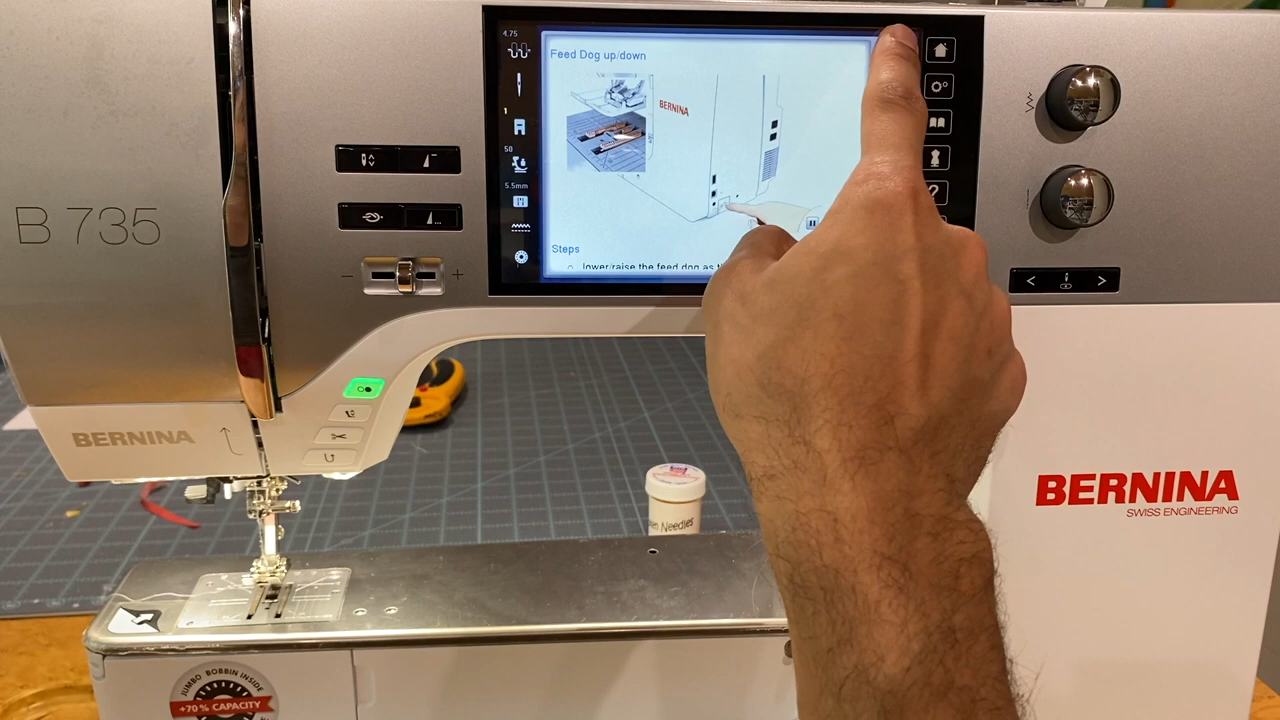 4.75
Feed Dog up/down
BERNINA
1
50
5.5mm
Steps
lower/raise the feed dog as
B 735
BERNINA
BERNINA
SWISS ENGINEERING
Needles
JUMBO BOBBIN INSIDE
+70% CAPACITY